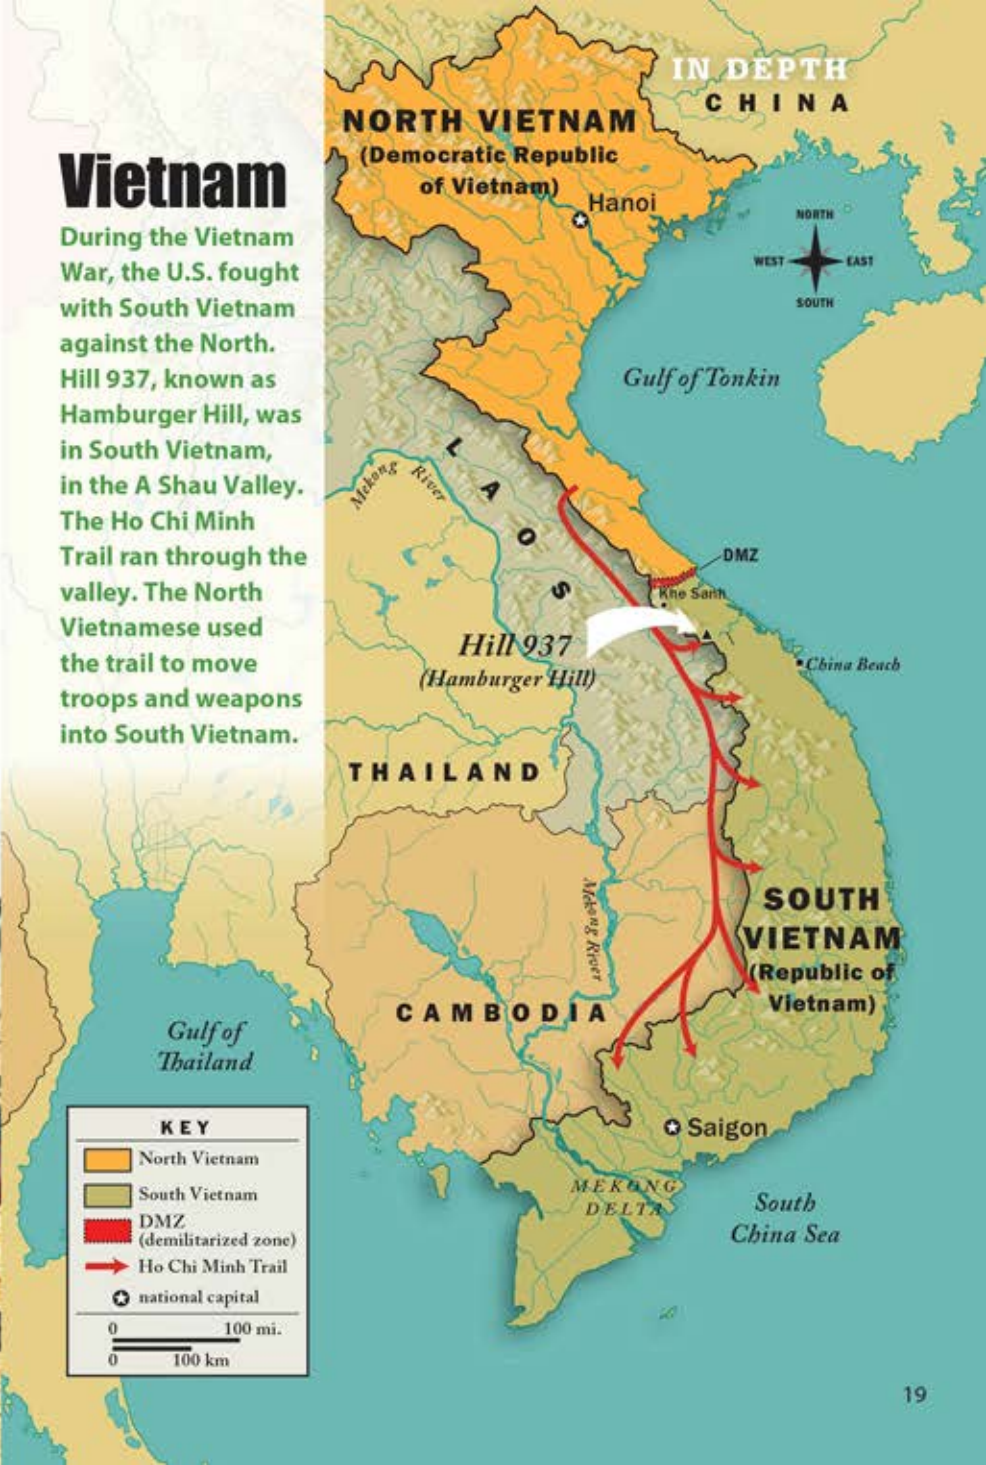 IN DEPTH
Vietnam
During the Vietnam
War, the U.S. fought
with South Vietnam
against the North.
Hill 937, known as
Hamburger Hill, was
in South Vietnam,
in the A Shau Valley.
The Ho Chi Minh
Trail ran through the
valley. The North
Vietnamese used
the trail to move
troops and weapons
into South Vietnam.
CHINA
NORTH VIETNAM
(Democratic Republic
of Vietnam)
Hanoi
NORTH
WEST
EAST
SOUTH
Gulf of Tonkin
LAOS
Mekong River
DMZ
Khe Sanh
Hill 937
(Hamburger Hill)
China Beach
THAILAND
SOUTH
VIETNAM
(Republic of
Vietnam)
Mekong River
CAMBODIA
Gulf of
Thailand
Saigon
MEKONG
DELTA
South
China Sea
KEY
North Vietnam
South Vietnam
DMZ
(demilitarized zone)
Ho Chi Minh Trail
national capital
0 100 mi.
0 100 km
19